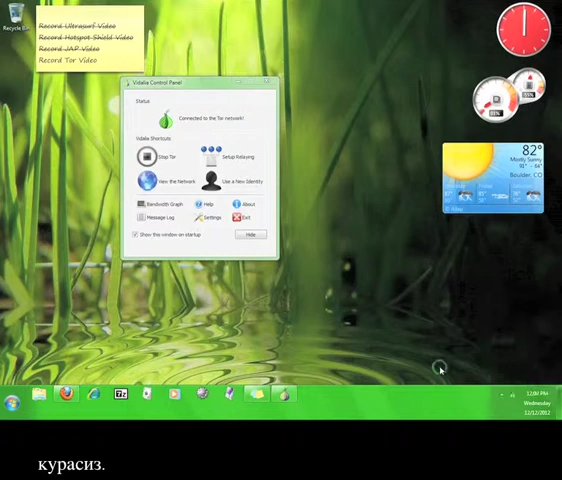 Recycle Bin
Record Ultrasurf Video
Record Hotspot Shield Video
Record JAP Video
Record Tor Video
Vidalia Control Panel
Status
Connected to the Tor network!
Vidalia Shortcuts
Stop Tor
Setup Relaying
View the Network
Use a New Identity
Bandwidth Graph
Help
About
Message Log
Settings
Exit
Show this window on startup
Hide
82°
Mostly Sunny
Boulder, CO
12:00 PM
Wednesday
12/12/2012
курасиз.